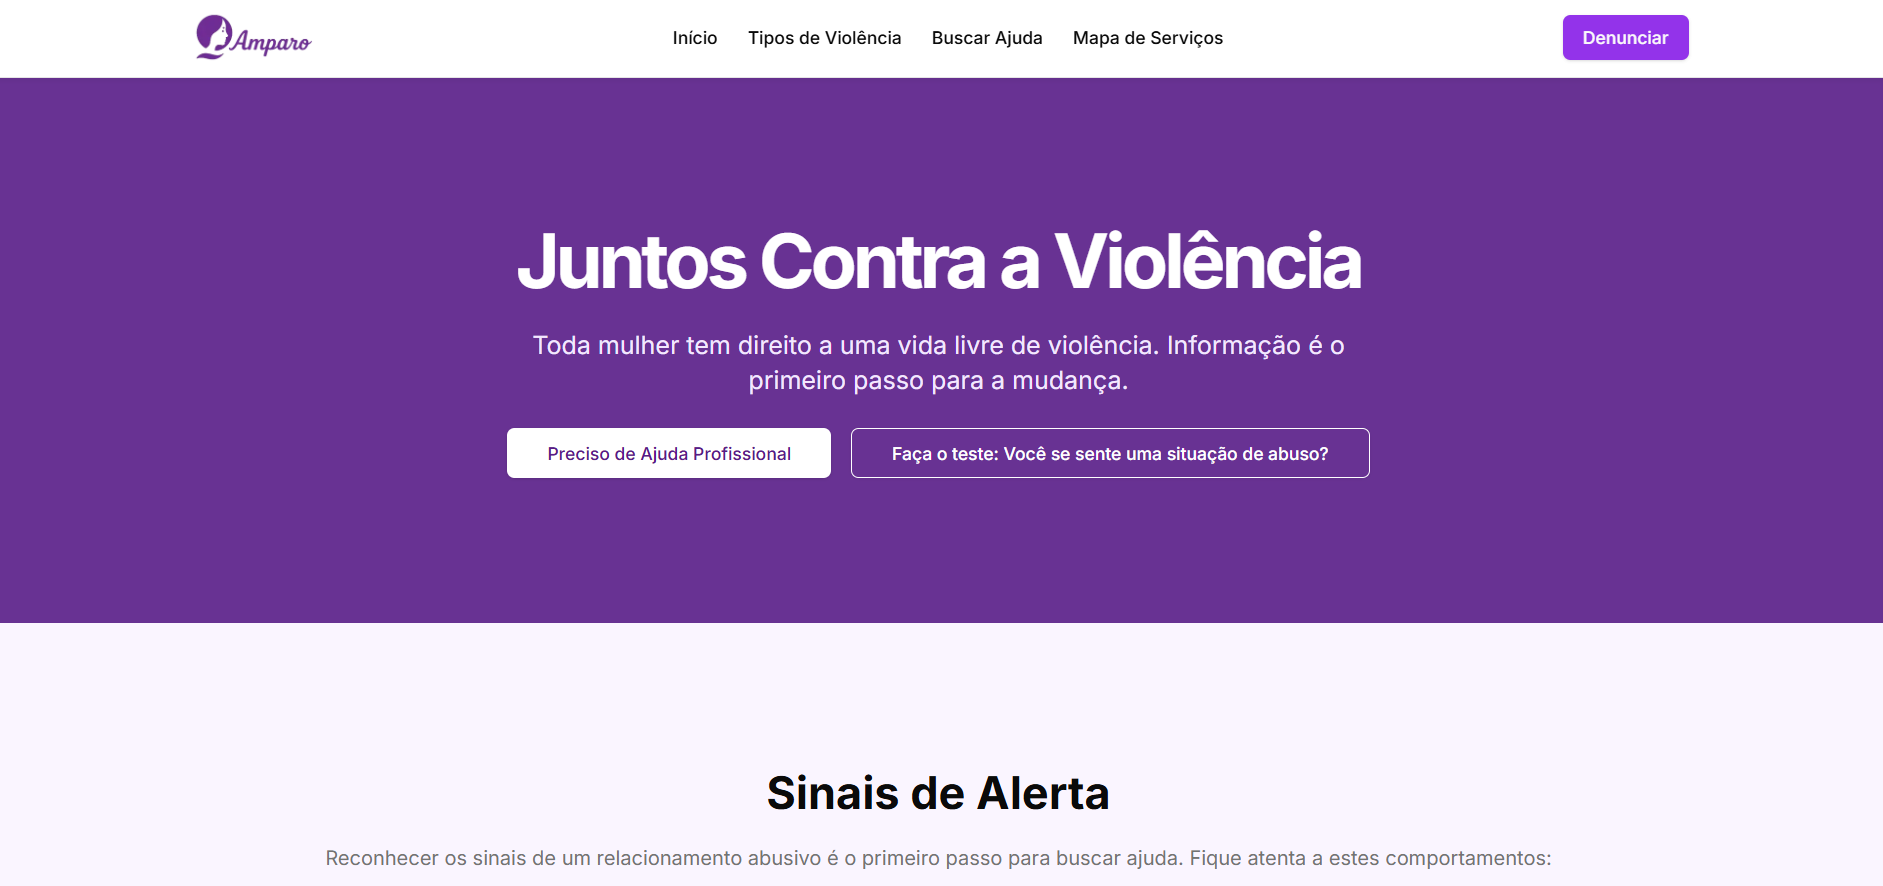 Amparo
Início
Tipos de Violência
Buscar Ajuda
Mapa de Serviços
Denunciar
Juntos Contra a Violência
Toda mulher tem direito a uma vida livre de violência. Informação é o
primeiro passo para a mudança.
Preciso de Ajuda Profissional
Faça o teste: Você se sente uma situação de abuso?
Sinais de Alerta
Reconhecer os sinais de um relacionamento abusivo é o primeiro passo para buscar ajuda. Fique atenta a estes comportamentos: